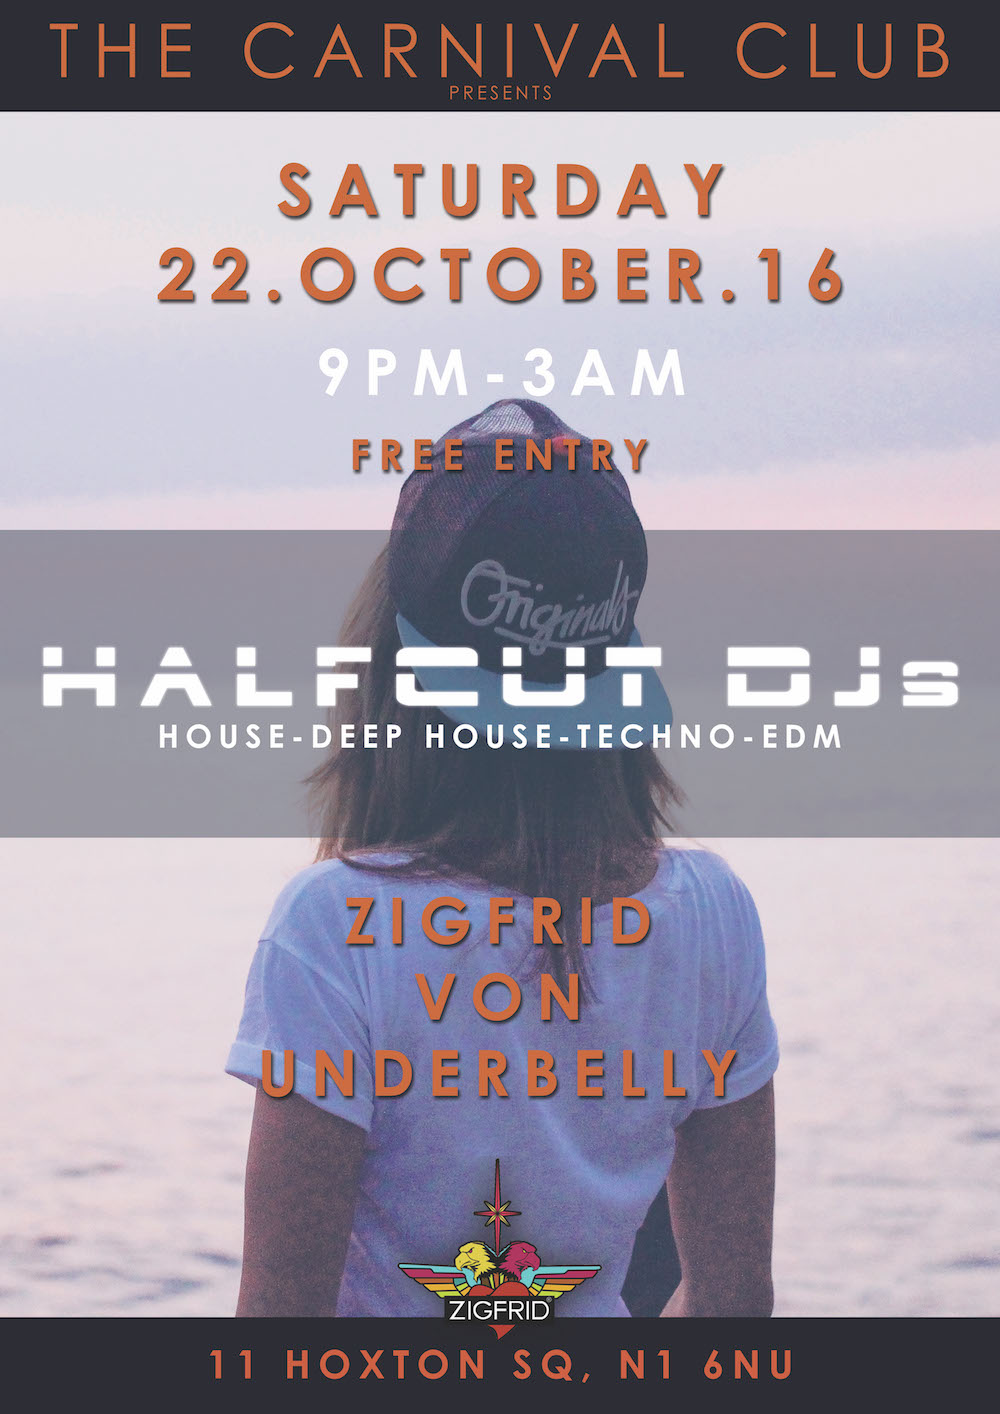 THE CARNIVAL CLUB
PRESENTS
SATURDAY
22.OCTOBER.16
9PM-3AM
FREE ENTRY
Originals
HALFCUT DJs
HOUSE-DEEP HOUSE-TECHNO-EDM
ZIGFRID
VON
UNDERBELLY
ZIGFRID®
11 HOXTON SQ, N1 6NU